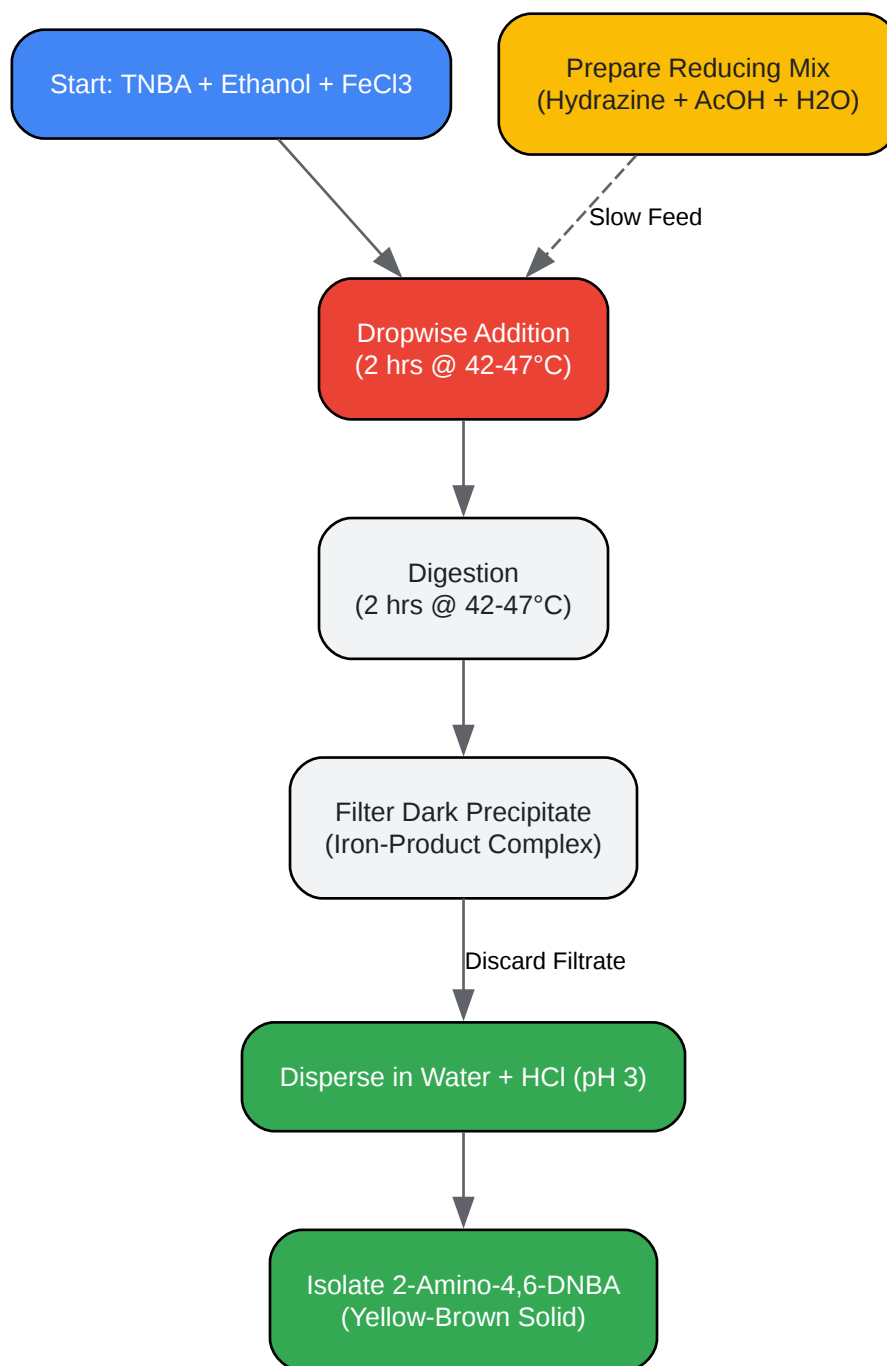 Start: TNBA + Ethanol + FeCl3
Prepare Reducing Mix
(Hydrazine + AcOH + H2O)
Slow Feed
Dropwise Addition
(2 hrs @ 42-47°C)
Digestion
(2 hrs @ 42-47°C)
Filter Dark Precipitate
(Iron-Product Complex)
Discard Filtrate
Disperse in Water + HCl (pH 3)
Isolate 2-Amino-4,6-DNBA
(Yellow-Brown Solid)